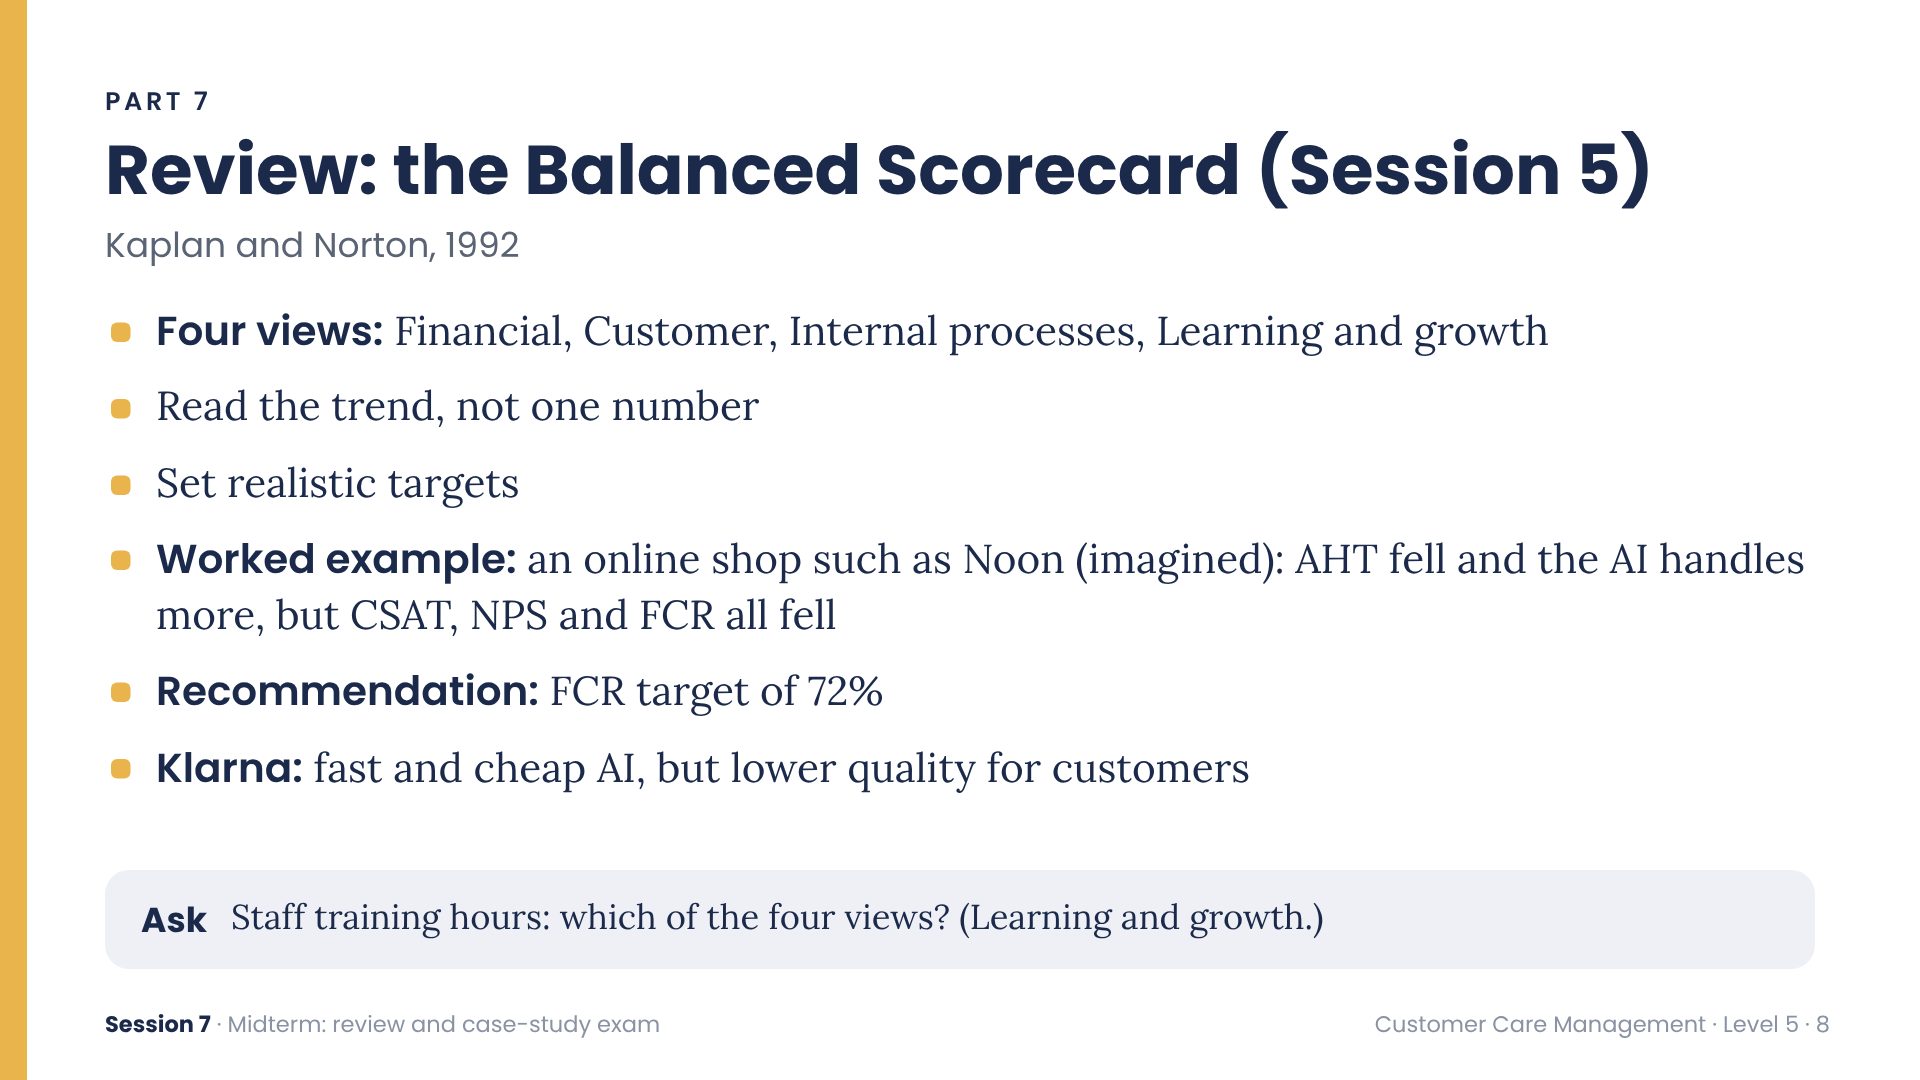 PART 7
Review: the Balanced Scorecard (Session 5)
Kaplan and Norton, 1992
Four views: Financial, Customer, Internal processes, Learning and growth
Read the trend, not one number
Set realistic targets
Worked example: an online shop such as Noon (imagined): AHT fell and the AI handles
more, but CSAT, NPS and FCR all fell
Recommendation: FCR target of 72%
Klarna: fast and cheap AI, but lower quality for customers
Ask Staff training hours: which of the four views? (Learning and growth.)
Session 7 · Midterm: review and case-study exam
Customer Care Management · Level 5 · 8